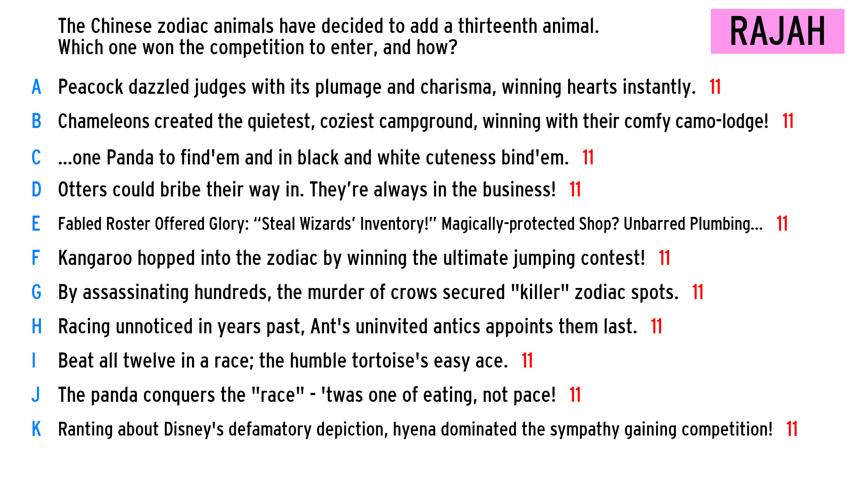 The Chinese zodiac animals have decided to add a thirteenth animal.
Which one won the competition to enter, and how?
RAJAH
A Peacock dazzled judges with its plumage and charisma, winning hearts instantly. 11
B Chameleons created the quietest, coziest campground, winning with their comfy camo-lodge! 11
C ...one Panda to find'em and in black and white cuteness bind'em. 11
D Otters could bribe their way in. They're always in the business! 11
E Fabled Roster Offered Glory: "Steal Wizards' Inventory!" Magically-protected Shop? Unbarred Plumbing... 11
F Kangaroo hopped into the zodiac by winning the ultimate jumping contest! 11
G By assassinating hundreds, the murder of crows secured "killer" zodiac spots. 11
H Racing unnoticed in years past, Ant's uninvited antics appoints them last. 11
I Beat all twelve in a race; the humble tortoise's easy ace. 11
J The panda conquers the "race" - 'twas one of eating, not pace! 11
K Ranting about Disney's defamatory depiction, hyena dominated the sympathy gaining competition! 11